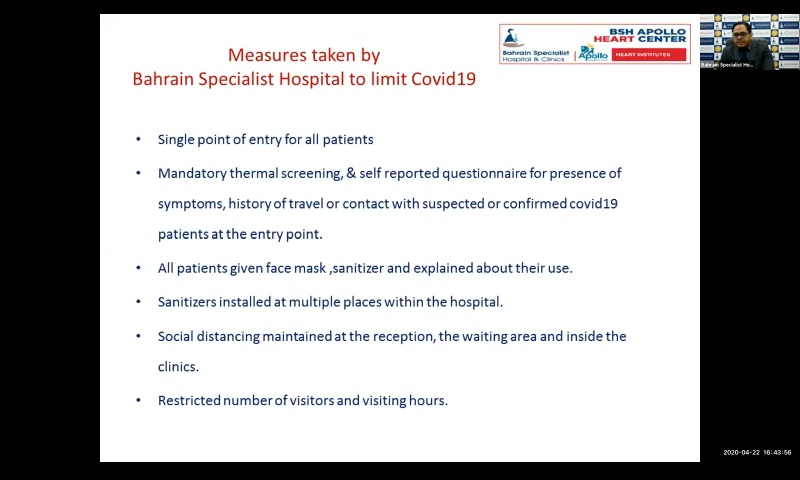 Measures taken by
Bahrain Specialist Hospital to limit Covid19
BSH APOLLO
HEART CENTER
Bahrain Specialist
Hospital & Clinics
Apollo
HEART INSTITUTES
Bahrain Specialist Ho...
• Single point of entry for all patients
• Mandatory thermal screening, & self reported questionnaire for presence of
symptoms, history of travel or contact with suspected or confirmed covid19
patients at the entry point.
• All patients given face mask ,sanitizer and explained about their use.
• Sanitizers installed at multiple places within the hospital.
• Social distancing maintained at the reception, the waiting area and inside the
clinics.
• Restricted number of visitors and visiting hours.
2020-04-22 16:43:56